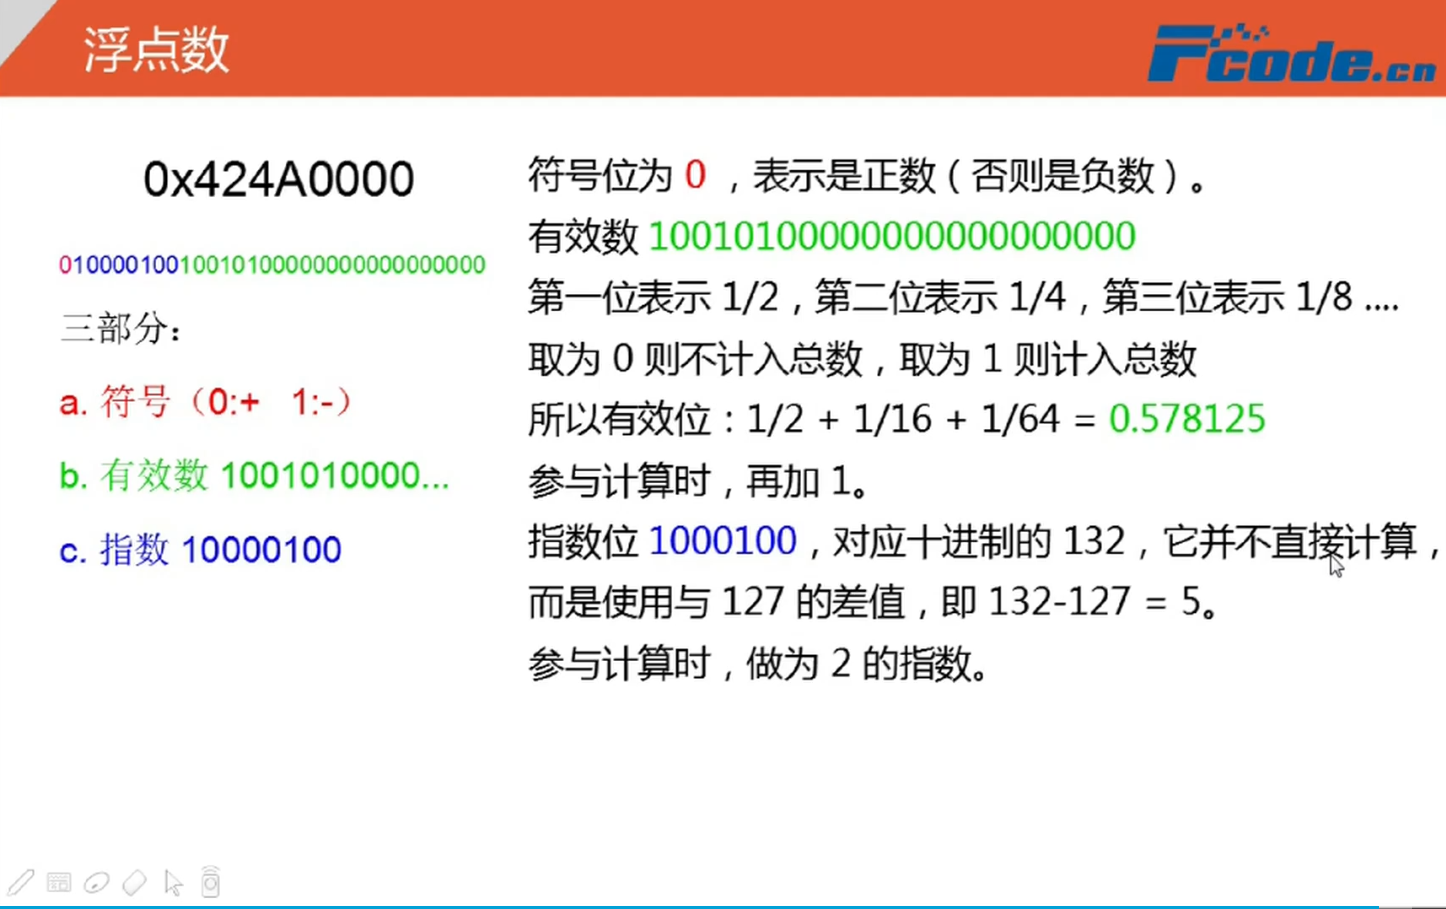 浮点数
Fcode.cn
0x424A0000
01000010010010100000000000000000
三部分：
a. 符号（0:+ 1:-）
b. 有效数 1001010000...
c. 指数 10000100
符号位为 0 ，表示是正数（否则是负数）。
有效数 10010100000000000000000
第一位表示 1/2，第二位表示 1/4，第三位表示 1/8 ....
取为 0 则不计入总数，取为 1 则计入总数
所以有效位：1/2 + 1/16 + 1/64 = 0.578125
参与计算时，再加 1。
指数位 1000100，对应十进制的 132，它并不直接计算，
而是使用与 127 的差值，即 132-127 = 5。
参与计算时，做为 2 的指数。